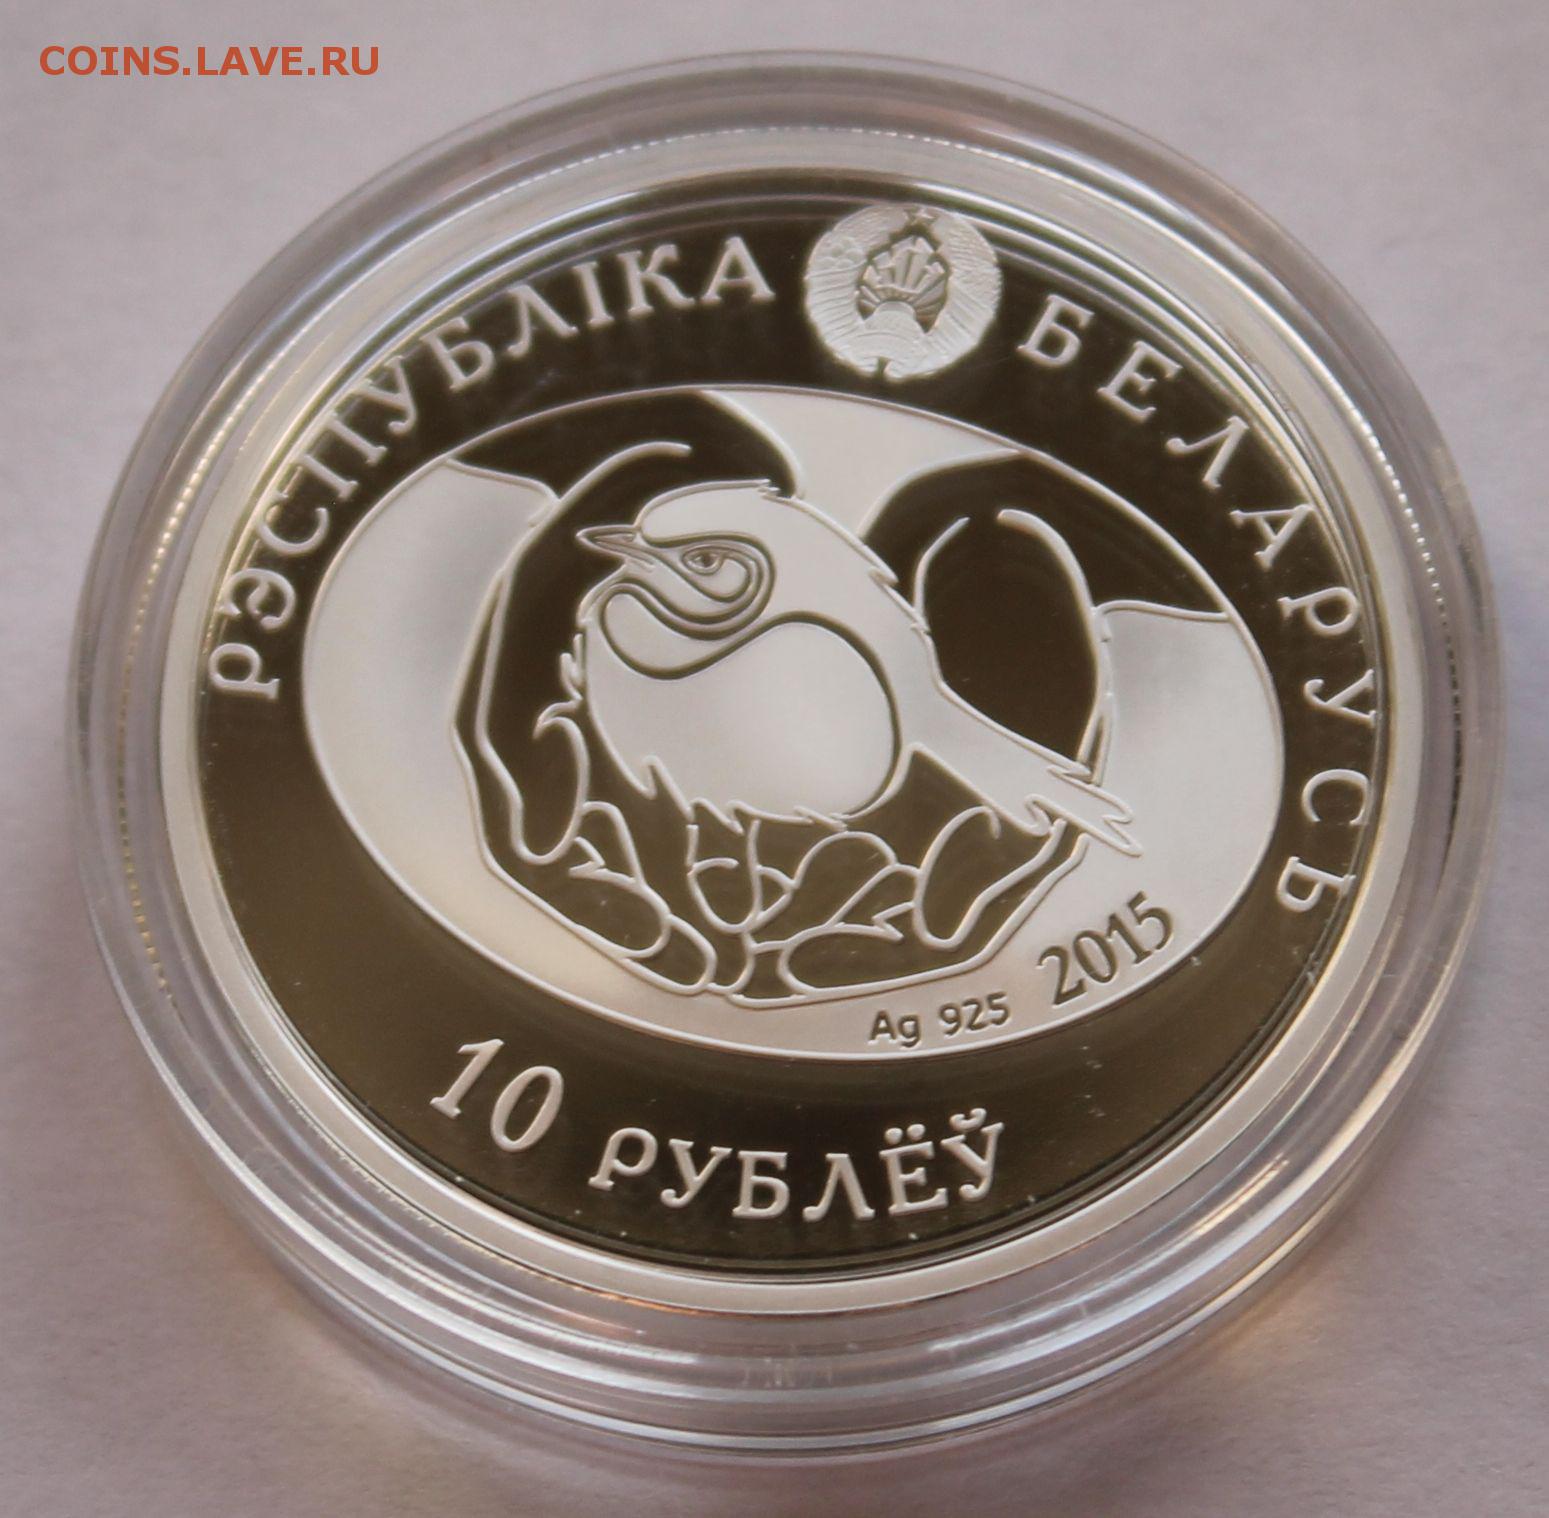 COINS.LAVE.RU
РЭСПУБЛІКА БЕЛАРУСЬ
2015
Ag 925
10 РУБЛЁЎ